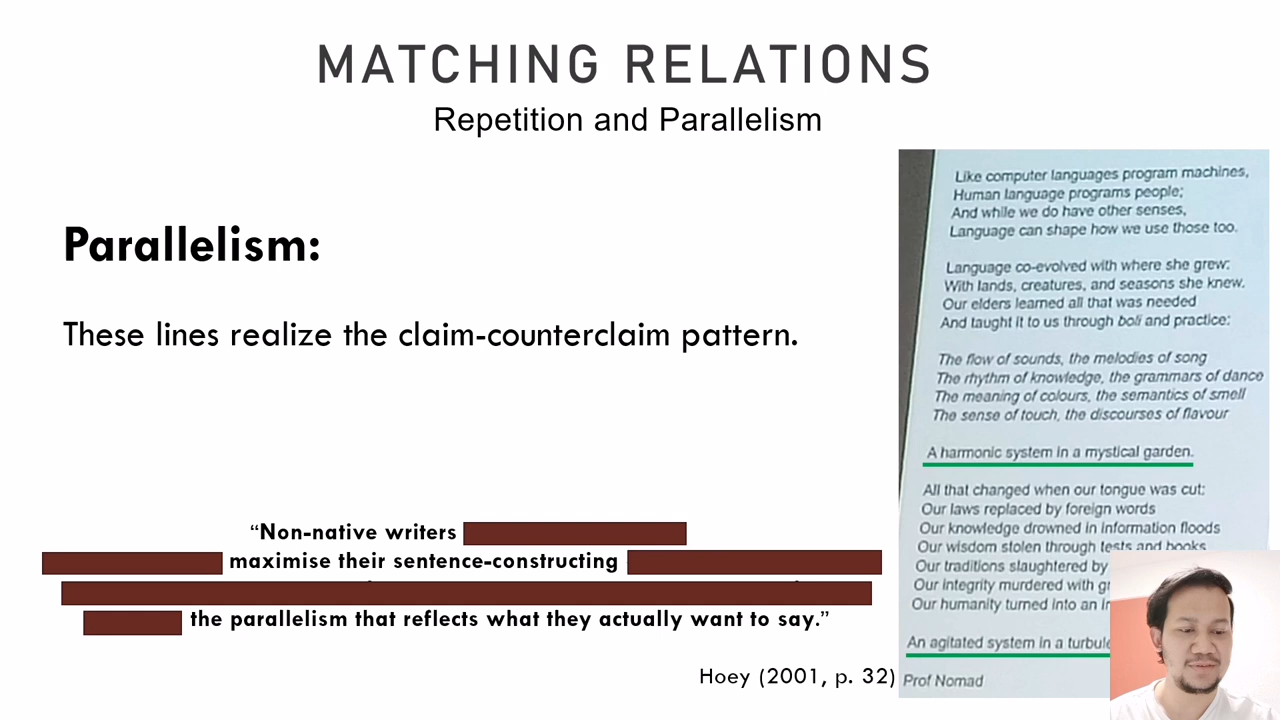 MATCHING RELATIONS
Repetition and Parallelism
Parallelism:
These lines realize the claim-counterclaim pattern.
“Non-native writers
maximise their sentence-constructing
the parallelism that reflects what they actually want to say.”
Hoey (2001, p. 32)
Like computer languages program machines,
Human language programs people;
And while we do have other senses,
Language can shape how we use those too.
Language co-evolved with where she grew:
With lands, creatures, and seasons she knew.
Our elders learned all that was needed
And taught it to us through boli and practice:
The flow of sounds, the melodies of song
The rhythm of knowledge, the grammars of dance
The meaning of colours, the semantics of smell
The sense of touch, the discourses of flavour
A harmonic system in a mystical garden.
All that changed when our tongue was cut:
Our laws replaced by foreign words
Our knowledge drowned in information floods
Our wisdom stolen through tests and books
Our traditions slaughtered by
Our integrity murdered with
Our humanity turned into an
An agitated system in a
Prof Nomad